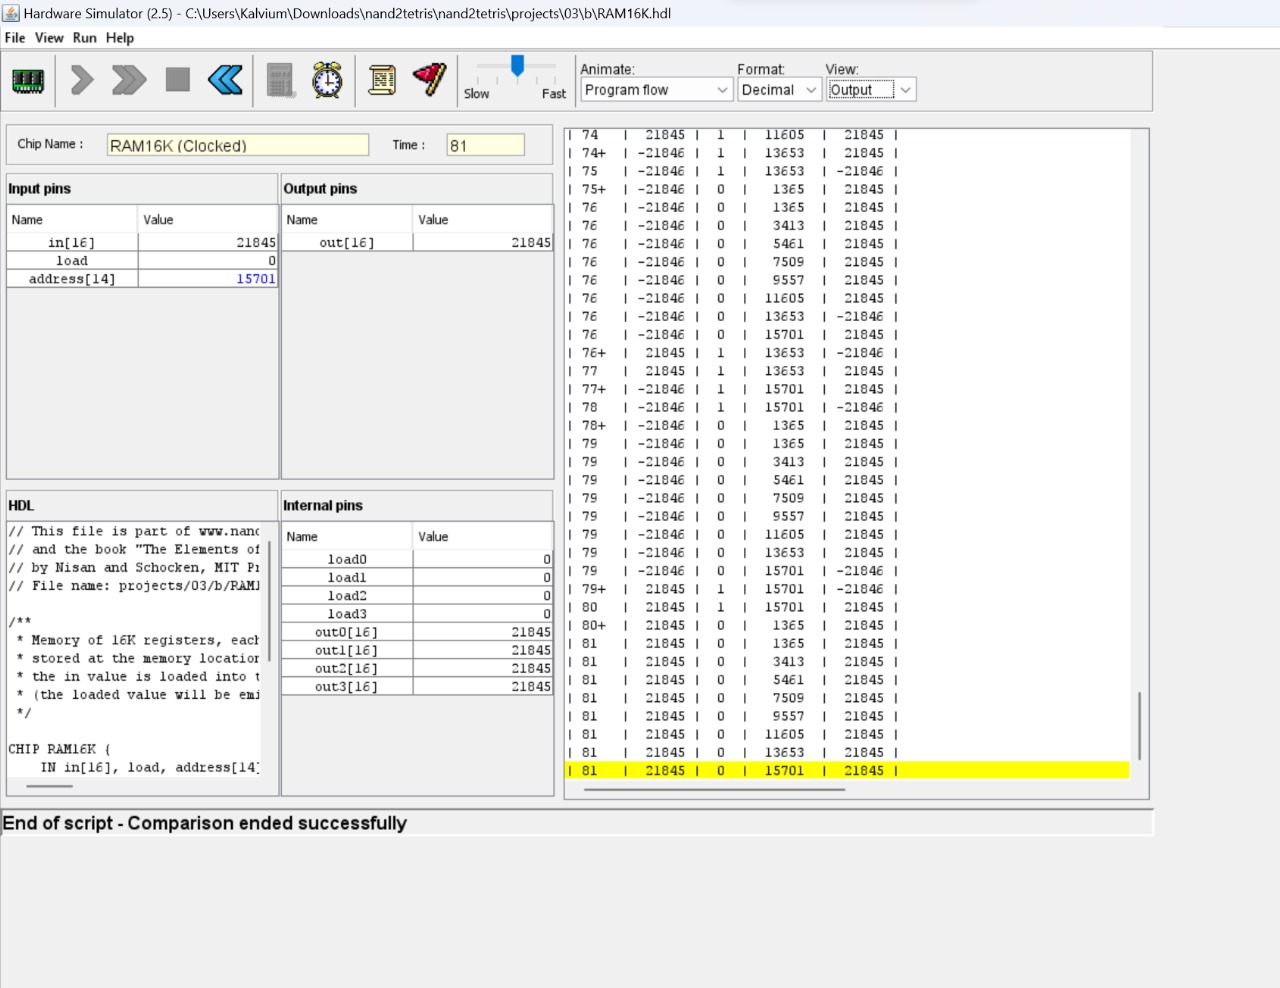 Hardware Simulator (2.5) - C:\Users\Kalvium\Downloads\nand2tetris\nand2tetris\projects\03\b\RAM16K.hdl
File View Run Help
Animate: Format: View:
Slow Fast Program flow Decimal Output
Chip Name : RAM16K (Clocked) Time : 81
Input pins
Name Value
in[16] 21845
load 0
address[14] 15701
Output pins
Name Value
out[16] 21845
HDL
// This file is part of www.nanc
// and the book "The Elements of
// by Nisan and Schocken, MIT Pr
// File name: projects/03/b/RAM1
/**
* Memory of 16K registers, each
* stored at the memory location
* the in value is loaded into t
* (the loaded value will be emi
*/
CHIP RAM16K {
IN in[16], load, address[14]
Internal pins
Name Value
load0 0
load1 0
load2 0
load3 0
out0[16] 21845
out1[16] 21845
out2[16] 21845
out3[16] 21845
| 74 | 21845 | 1 | 11605 | 21845 |
| 74+ | -21846 | 1 | 13653 | 21845 |
| 75 | -21846 | 1 | 13653 | -21846 |
| 75+ | -21846 | 0 | 1365 | 21845 |
| 76 | -21846 | 0 | 1365 | 21845 |
| 76 | -21846 | 0 | 3413 | 21845 |
| 76 | -21846 | 0 | 5461 | 21845 |
| 76 | -21846 | 0 | 7509 | 21845 |
| 76 | -21846 | 0 | 9557 | 21845 |
| 76 | -21846 | 0 | 11605 | 21845 |
| 76 | -21846 | 0 | 13653 | -21846 |
| 76 | -21846 | 0 | 15701 | 21845 |
| 76+ | 21845 | 1 | 13653 | -21846 |
| 77 | 21845 | 1 | 13653 | 21845 |
| 77+ | -21846 | 1 | 15701 | 21845 |
| 78 | -21846 | 1 | 15701 | -21846 |
| 78+ | -21846 | 0 | 1365 | 21845 |
| 79 | -21846 | 0 | 1365 | 21845 |
| 79 | -21846 | 0 | 3413 | 21845 |
| 79 | -21846 | 0 | 5461 | 21845 |
| 79 | -21846 | 0 | 7509 | 21845 |
| 79 | -21846 | 0 | 9557 | 21845 |
| 79 | -21846 | 0 | 11605 | 21845 |
| 79 | -21846 | 0 | 13653 | 21845 |
| 79 | -21846 | 0 | 15701 | -21846 |
| 79+ | 21845 | 1 | 15701 | -21846 |
| 80 | 21845 | 1 | 15701 | 21845 |
| 80+ | 21845 | 0 | 1365 | 21845 |
| 81 | 21845 | 0 | 1365 | 21845 |
| 81 | 21845 | 0 | 3413 | 21845 |
| 81 | 21845 | 0 | 5461 | 21845 |
| 81 | 21845 | 0 | 7509 | 21845 |
| 81 | 21845 | 0 | 9557 | 21845 |
| 81 | 21845 | 0 | 11605 | 21845 |
| 81 | 21845 | 0 | 13653 | 21845 |
| 81 | 21845 | 0 | 15701 | 21845 |
End of script - Comparison ended successfully